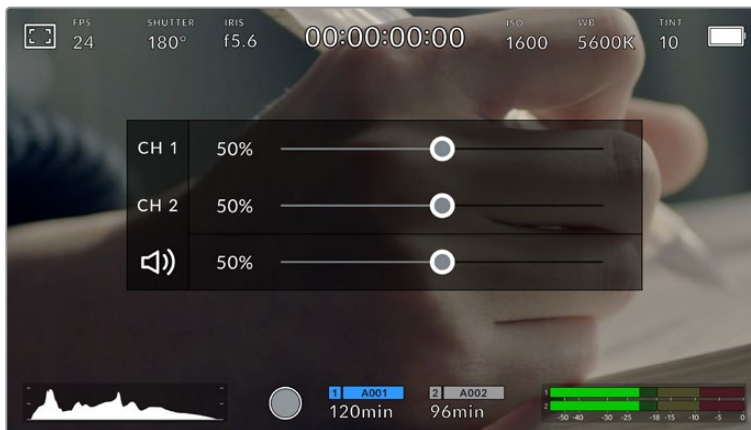 FPS SHUTTER IRIS ISO WB TINT
24 180° f5.6 00:00:00:00 1600 5600K 10
CH 1 50%
CH 2 50%
50%
1 A001 2 A002
120min 96min
1
2
-50 -40 -30 -25 -18 -15 -10 -5 0